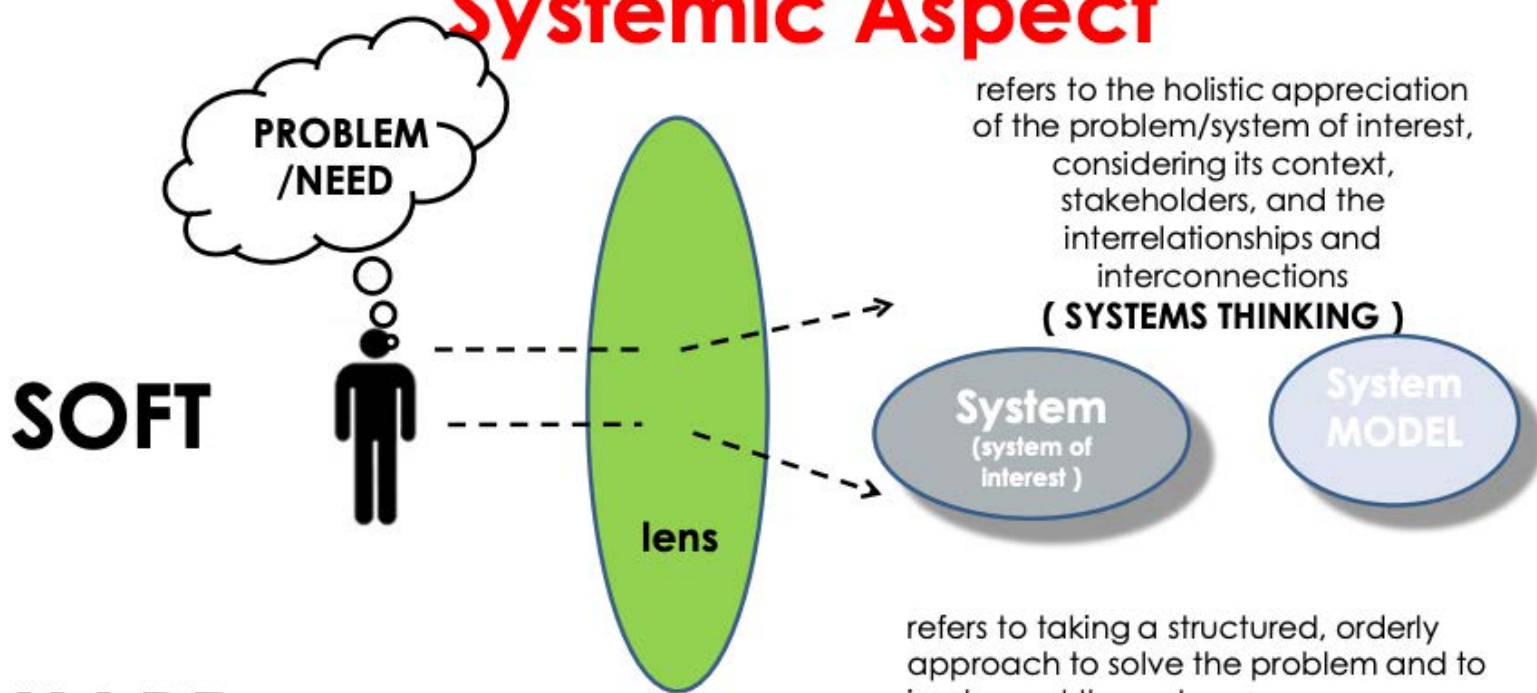 Systemic Aspect
PROBLEM
/NEED
refers to the holistic appreciation
of the problem/system of interest,
considering its context,
stakeholders, and the
interrelationships and
interconnections
( SYSTEMS THINKING )
SOFT
System
(system of
interest )
System
MODEL
lens
refers to taking a structured, orderly
approach to solve the problem and to